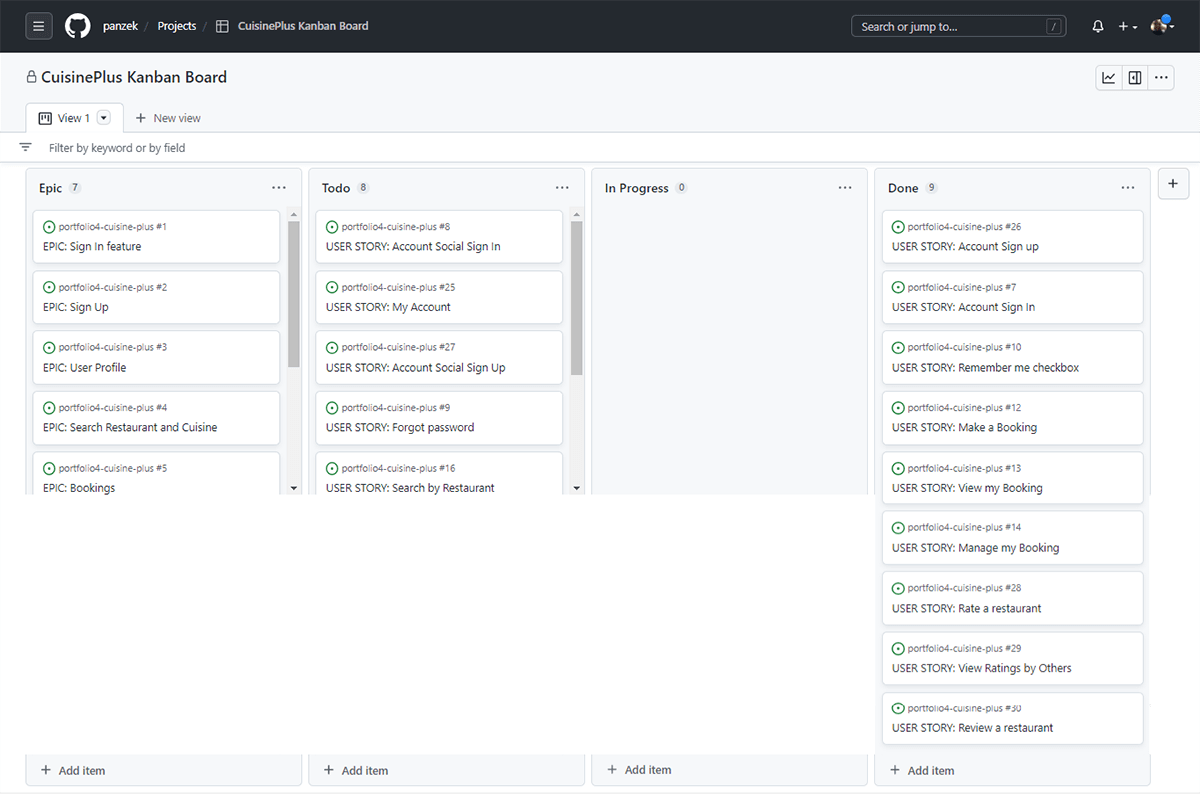 panzek / Projects / CuisinePlus Kanban Board
Search or jump to... /
CuisinePlus Kanban Board
View 1
New view
Filter by keyword or by field
Epic 7
portfolio4-cuisine-plus #1
EPIC: Sign In feature
portfolio4-cuisine-plus #2
EPIC: Sign Up
portfolio4-cuisine-plus #3
EPIC: User Profile
portfolio4-cuisine-plus #4
EPIC: Search Restaurant and Cuisine
portfolio4-cuisine-plus #5
EPIC: Bookings
+ Add item
Todo 8
portfolio4-cuisine-plus #8
USER STORY: Account Social Sign In
portfolio4-cuisine-plus #25
USER STORY: My Account
portfolio4-cuisine-plus #27
USER STORY: Account Social Sign Up
portfolio4-cuisine-plus #9
USER STORY: Forgot password
portfolio4-cuisine-plus #16
USER STORY: Search by Restaurant
+ Add item
In Progress 0
+ Add item
Done 9
portfolio4-cuisine-plus #26
USER STORY: Account Sign up
portfolio4-cuisine-plus #7
USER STORY: Account Sign In
portfolio4-cuisine-plus #10
USER STORY: Remember me checkbox
portfolio4-cuisine-plus #12
USER STORY: Make a Booking
portfolio4-cuisine-plus #13
USER STORY: View my Booking
portfolio4-cuisine-plus #14
USER STORY: Manage my Booking
portfolio4-cuisine-plus #28
USER STORY: Rate a restaurant
portfolio4-cuisine-plus #29
USER STORY: View Ratings by Others
portfolio4-cuisine-plus #30
USER STORY: Review a restaurant
+ Add item